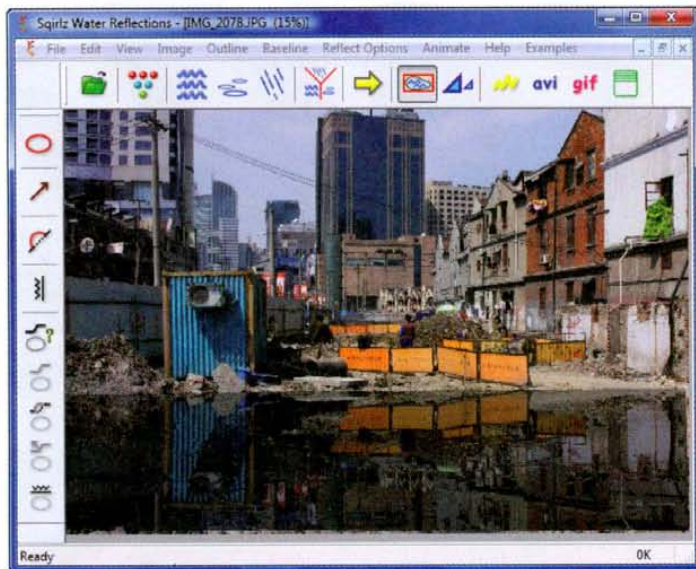 Sqirlz Water Reflections - [IMG_2078.JPG (15%)]
File Edit View Image Outline Baseline Reflect Options Animate Help Examples
avi gif
?
Ready OK